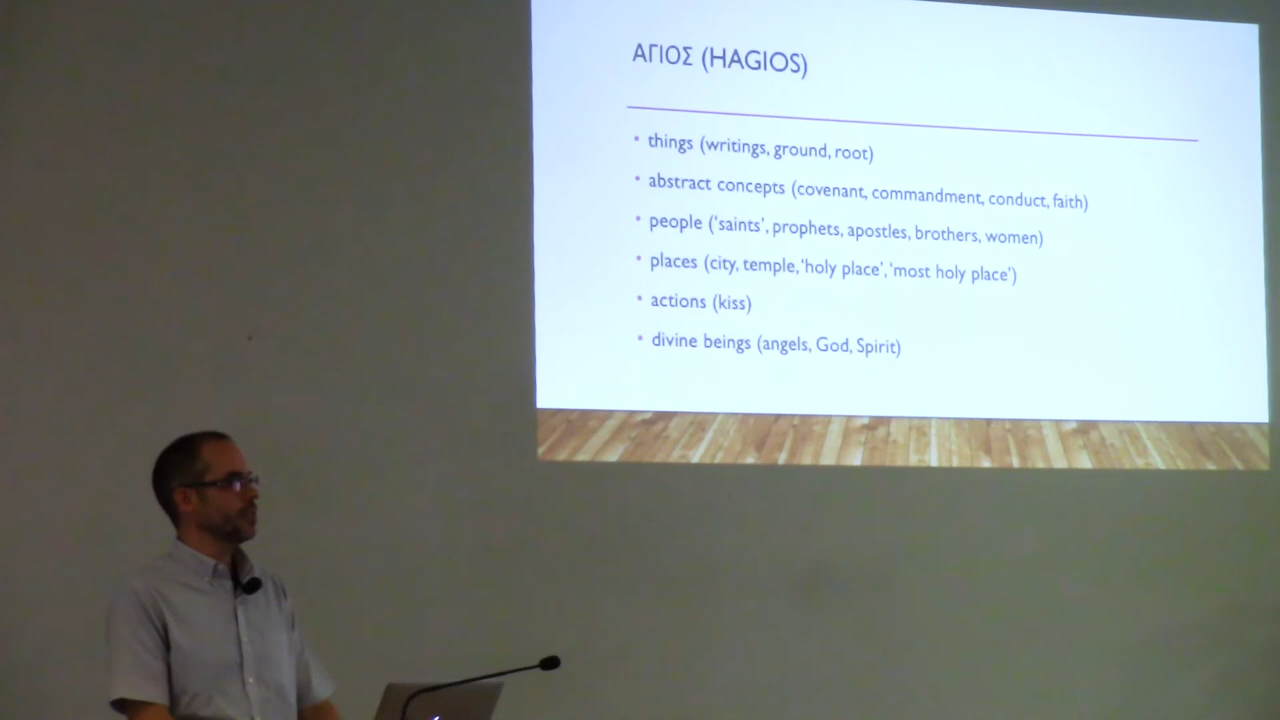 ΑΓΙΟΣ (HAGIOS)
• things (writings, ground, root)
• abstract concepts (covenant, commandment, conduct, faith)
• people (‘saints’, prophets, apostles, brothers, women)
• places (city, temple, ‘holy place’, ‘most holy place’)
• actions (kiss)
• divine beings (angels, God, Spirit)